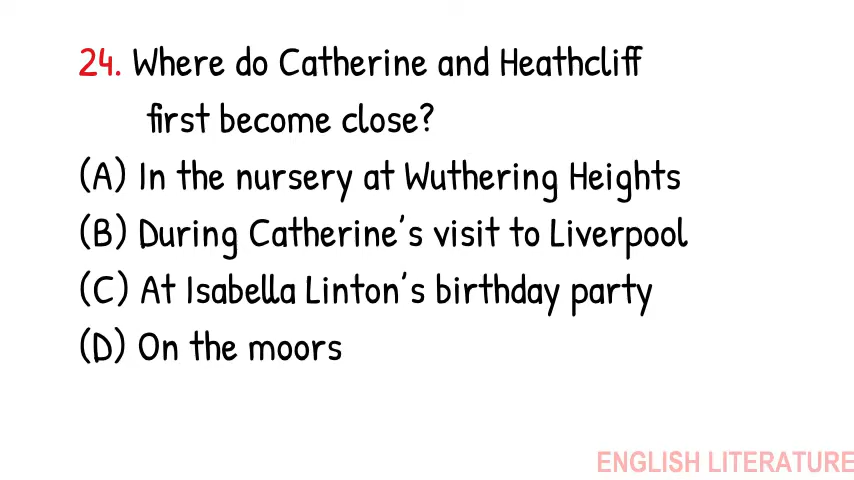 24. Where do Catherine and Heathcliff
first become close?
(A) In the nursery at Wuthering Heights
(B) During Catherine's visit to Liverpool
(C) At Isabella Linton's birthday party
(D) On the moors
ENGLISH LITERATURE